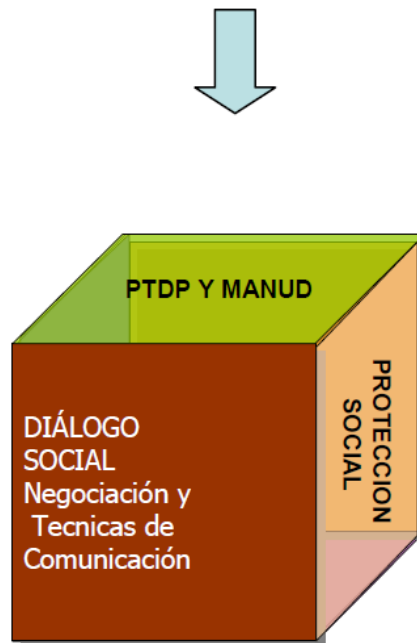 PTDP Y MANUD
DIÁLOGO
SOCIAL
Negociación y
Tecnicas de
Comunicación
PROTECCION
SOCIAL